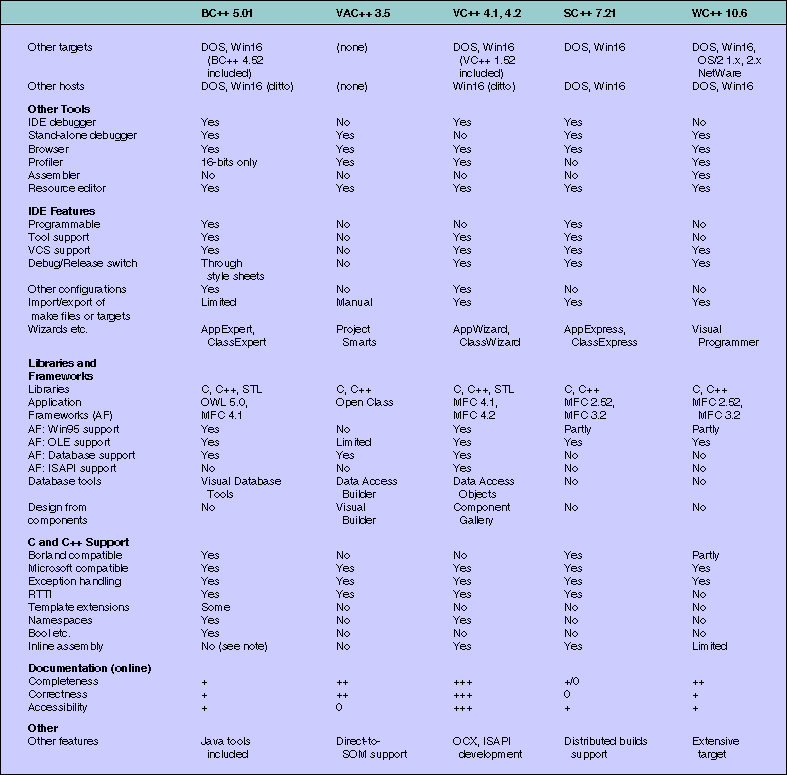 BC++ 5.01 VAC++ 3.5 VC++ 4.1, 4.2 SC++ 7.21 WC++ 10.6
Other targets DOS, Win16 (none) DOS, Win16 DOS, Win16 DOS, Win16,
(BC++ 4.52 (VC++ 1.52 OS/2 1.x, 2.x
included) included) NetWare
Other hosts DOS, Win16 (ditto) (none) Win16 (ditto) DOS, Win16 DOS, Win16
Other Tools
IDE debugger Yes No Yes Yes No
Stand-alone debugger Yes Yes No Yes Yes
Browser Yes Yes Yes Yes Yes
Profiler 16-bits only Yes Yes No Yes
Assembler No No No No Yes
Resource editor Yes Yes Yes Yes Yes
IDE Features
Programmable Yes No No Yes No
Tool support Yes No Yes Yes No
VCS support Yes No Yes Yes Yes
Debug/Release switch Through No Yes Yes Yes
style sheets
Other configurations Yes No Yes No No
Import/export of Limited Manual Yes Yes Yes
make files or targets
Wizards etc. AppExpert, Project AppWizard, AppExpress, Visual
ClassExpert Smarts ClassWizard ClassExpress Programmer
Libraries and
Frameworks
Libraries C, C++, STL C, C++ C, C++, STL C, C++ C, C++
Application OWL 5.0, Open Class MFC 4.1, MFC 2.52, MFC 2.52,
Frameworks (AF) MFC 4.1 MFC 4.2 MFC 3.2 MFC 3.2
AF: Win95 support Yes No Yes Partly Partly
AF: OLE support Yes Limited Yes Yes Yes
AF: Database support Yes Yes Yes No No
AF: ISAPI support No No Yes No No
Database tools Visual Database Data Access Data Access No No
Tools Builder Objects
Design from No Visual Component No No
components Builder Gallery
C and C++ Support
Borland compatible Yes No No Yes Partly
Microsoft compatible Yes Yes Yes Yes Yes
Exception handling Yes Yes Yes Yes Yes
RTTI Yes Yes Yes Yes No
Template extensions Some No No No No
Namespaces Yes No Yes No No
Bool etc. Yes No No No No
Inline assembly No (see note) No Yes Yes Limited
Documentation (online)
Completeness + ++ +++ +/0 ++
Correctness + ++ +++ 0 +
Accessibility + 0 +++ + +
Other
Other features Java tools Direct-to- OCX, ISAPI Distributed builds Extensive
included SOM support development support target